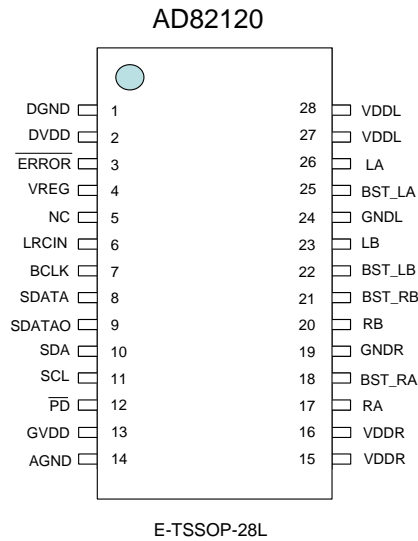 AD82120
DGND 1 28 VDDL
DVDD 2 27 VDDL
ERROR 3 26 LA
VREG 4 25 BST_LA
NC 5 24 GNDL
LRCIN 6 23 LB
BCLK 7 22 BST_LB
SDATA 8 21 BST_RB
SDATAO 9 20 RB
SDA 10 19 GNDR
SCL 11 18 BST_RA
PD 12 17 RA
GVDD 13 16 VDDR
AGND 14 15 VDDR
E-TSSOP-28L